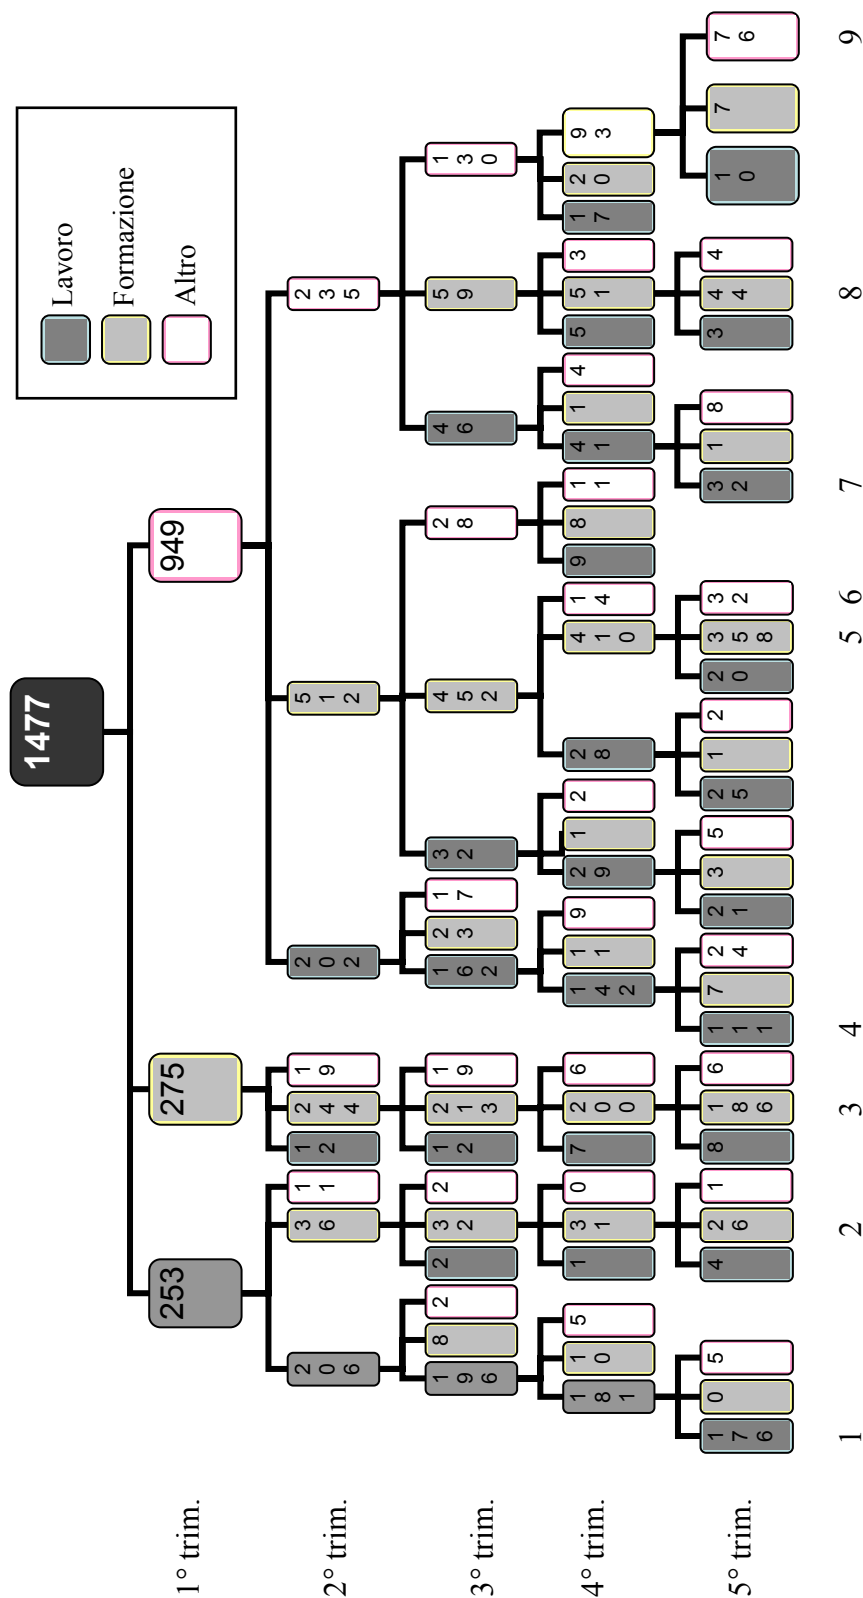 1477
Lavoro
Formazione
Altro
1° trim. 253 275 949
2° trim. 206 36 11 12 244 19 202 512 235
3° trim. 196 8 2 2 32 2 12 213 19 162 23 17 32 452 28 46 59 130
4° trim. 181 10 5 1 31 0 7 200 6 142 11 9 29 1 2 28 410 14 9 8 11 41 1 4 5 51 3 17 20 93
5° trim. 176 0 5 4 26 1 8 186 6 111 7 24 21 3 5 25 1 2 20 358 32 32 1 8 3 44 4 10 7 76
1 2 3 4 5 6 7 8 9